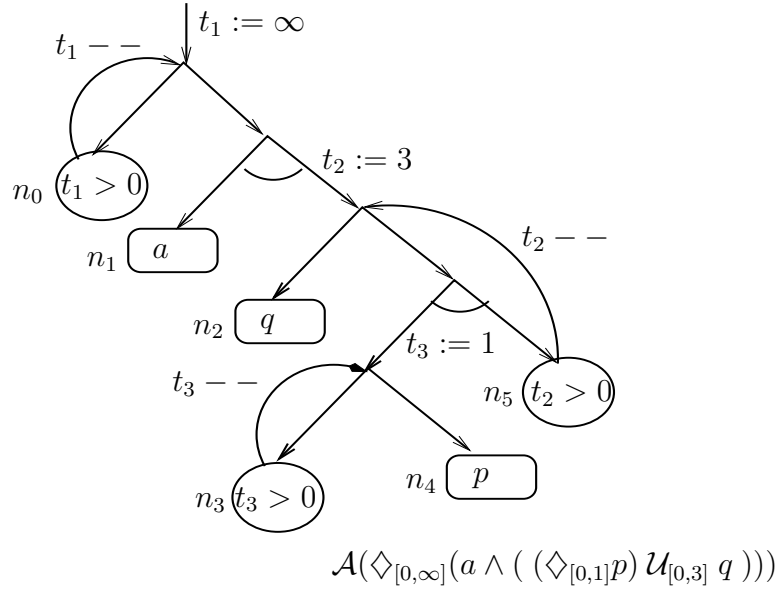 t₁ := ∞
t₁ − −
t₂ := 3
n₀
t₁ > 0
t₂ − −
n₁
a
n₂
q
t₃ := 1
t₃ − −
n₅
t₂ > 0
n₄
p
n₃
t₃ > 0
𝒜(◇_[0,∞](a ∧ ( (◇_[0,1]p) 𝒰_[0,3] q )))